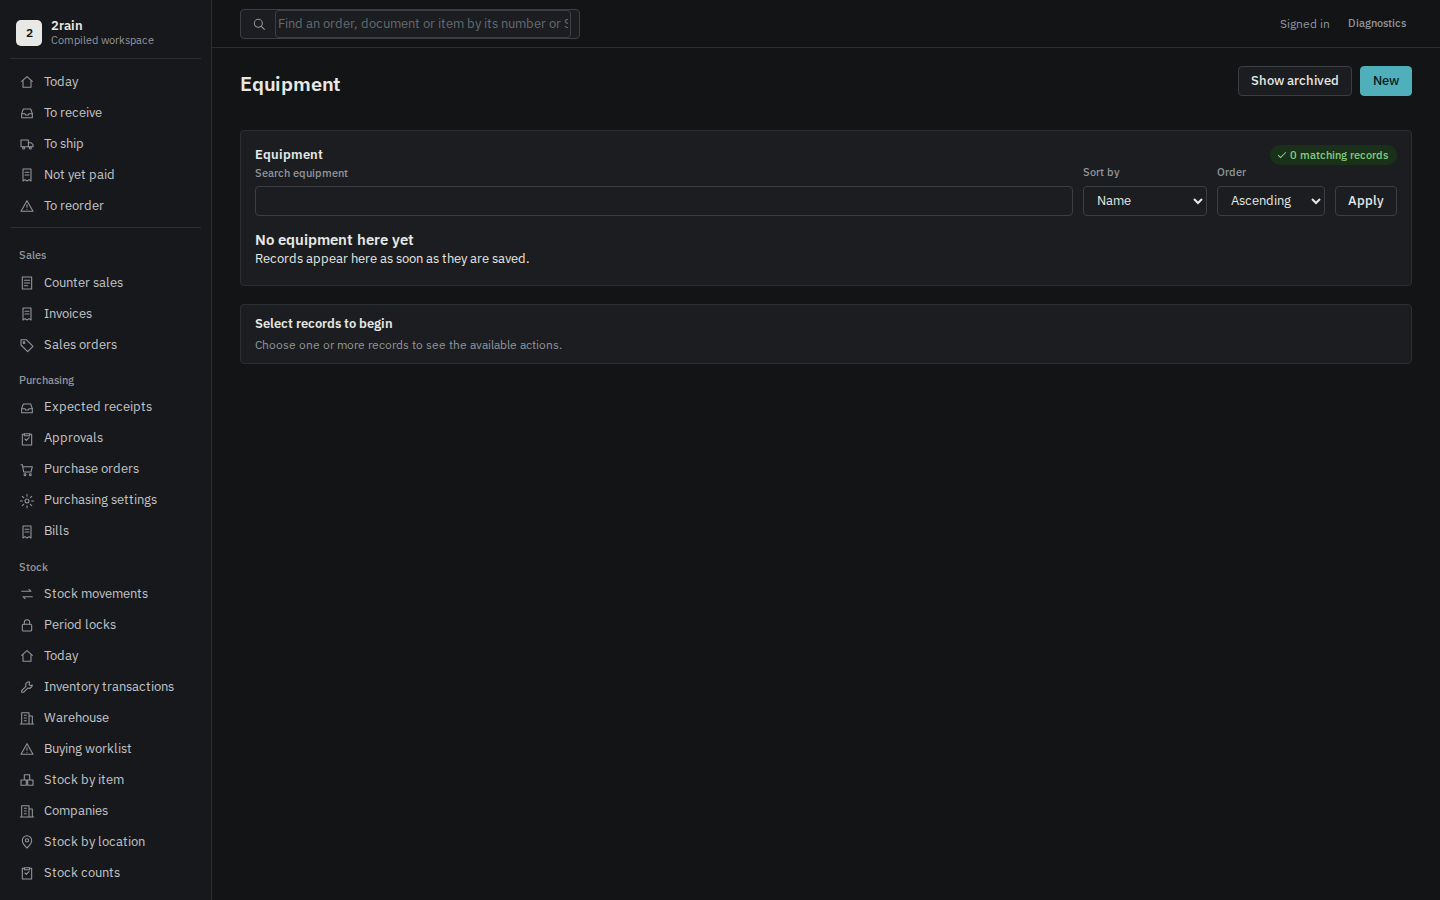 2
2rain
Compiled workspace
Today
To receive
To ship
Not yet paid
To reorder
Sales
Counter sales
Invoices
Sales orders
Purchasing
Expected receipts
Approvals
Purchase orders
Purchasing settings
Bills
Stock
Stock movements
Period locks
Today
Inventory transactions
Warehouse
Buying worklist
Stock by item
Companies
Stock by location
Stock counts
Find an order, document or item by its number or
Signed in
Diagnostics
Equipment
Show archived
New
Equipment
0 matching records
Search equipment
Sort by
Order
Name
Ascending
Apply
No equipment here yet
Records appear here as soon as they are saved.
Select records to begin
Choose one or more records to see the available actions.